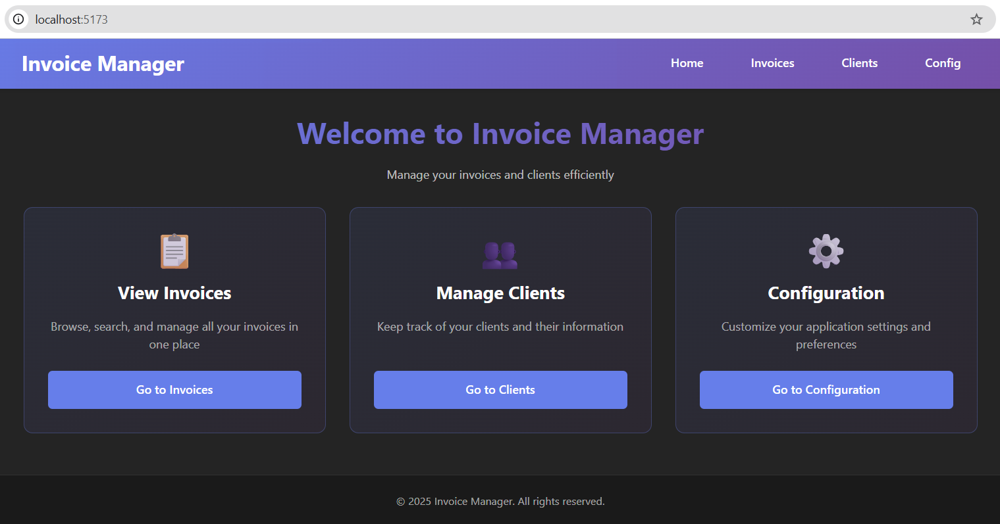 localhost:5173
Invoice Manager
Home
Invoices
Clients
Config
Welcome to Invoice Manager
Manage your invoices and clients efficiently
View Invoices
Browse, search, and manage all your invoices in
one place
Go to Invoices
Manage Clients
Keep track of your clients and their information
Go to Clients
Configuration
Customize your application settings and
preferences
Go to Configuration
© 2025 Invoice Manager. All rights reserved.